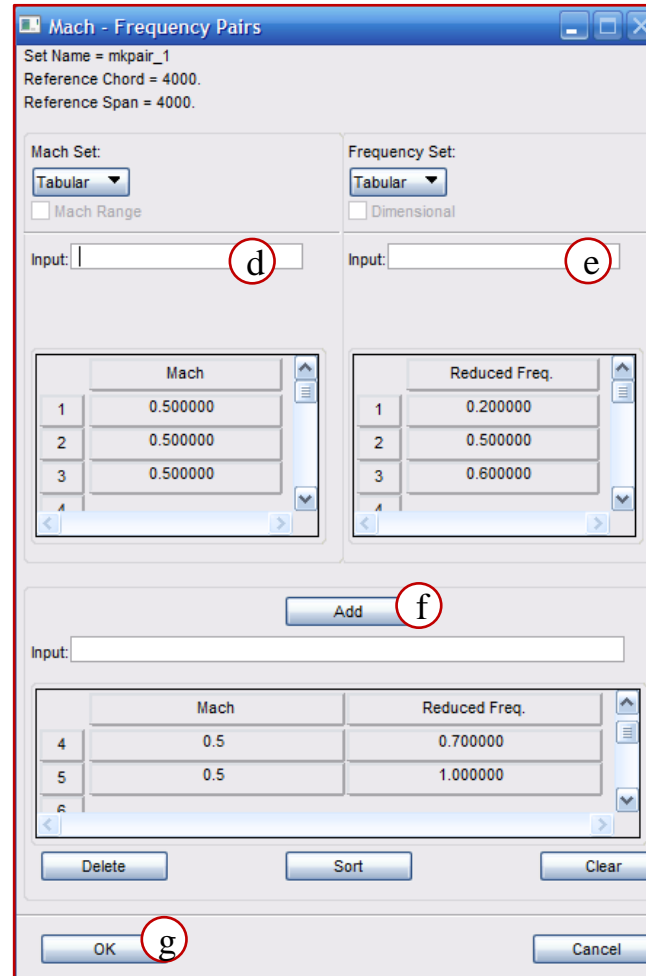 Mach - Frequency Pairs
Set Name = mkpair_1
Reference Chord = 4000.
Reference Span = 4000.
Mach Set: Frequency Set:
Tabular Tabular
Mach Range Dimensional
Input: d Input: e
Mach Reduced Freq.
1 0.500000 1 0.200000
2 0.500000 2 0.500000
3 0.500000 3 0.600000
4 4
Add f
Input:
Mach Reduced Freq.
4 0.5 0.700000
5 0.5 1.000000
6
Delete Sort Clear
OK g Cancel